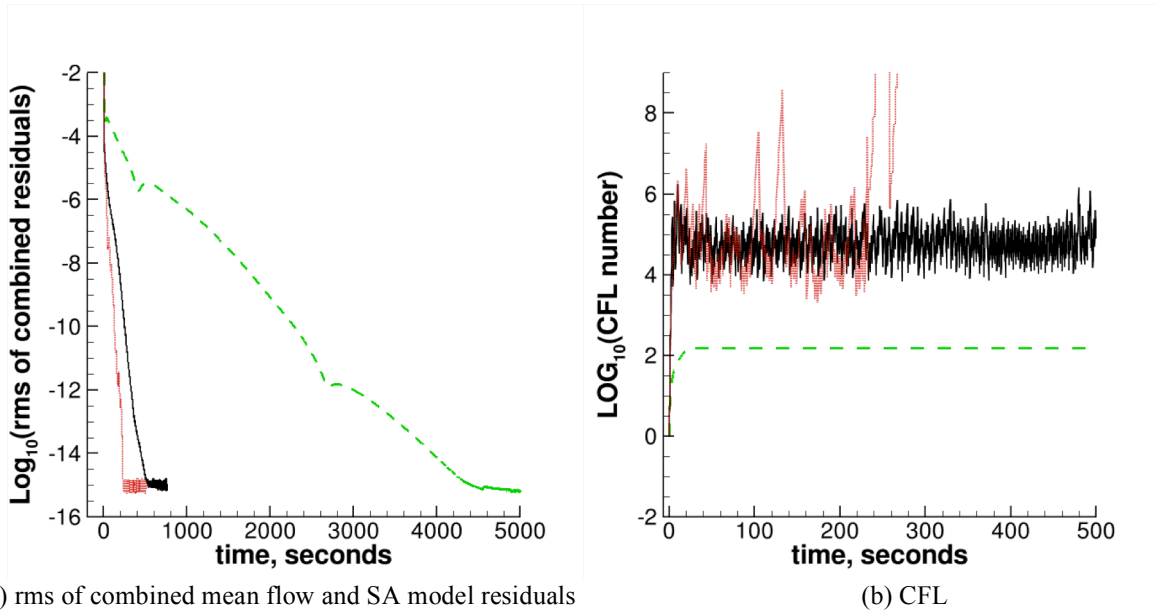 Log10(rms of combined residuals)
-2
-4
-6
-8
-10
-12
-14
-16
0 1000 2000 3000 4000 5000
time, seconds
) rms of combined mean flow and SA model residuals
LOG10(CFL number)
8
6
4
2
0
-2
0 100 200 300 400 500
time, seconds
(b) CFL